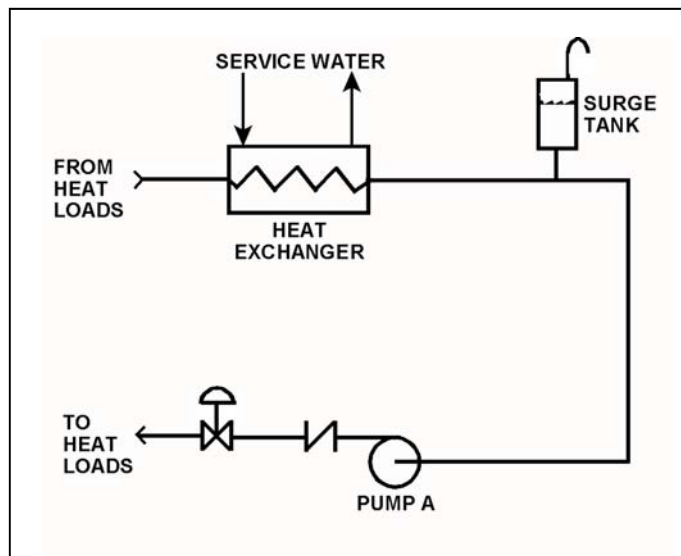 SERVICE WATER
SURGE
TANK
FROM
HEAT
LOADS
HEAT
EXCHANGER
TO
HEAT
LOADS
PUMP A